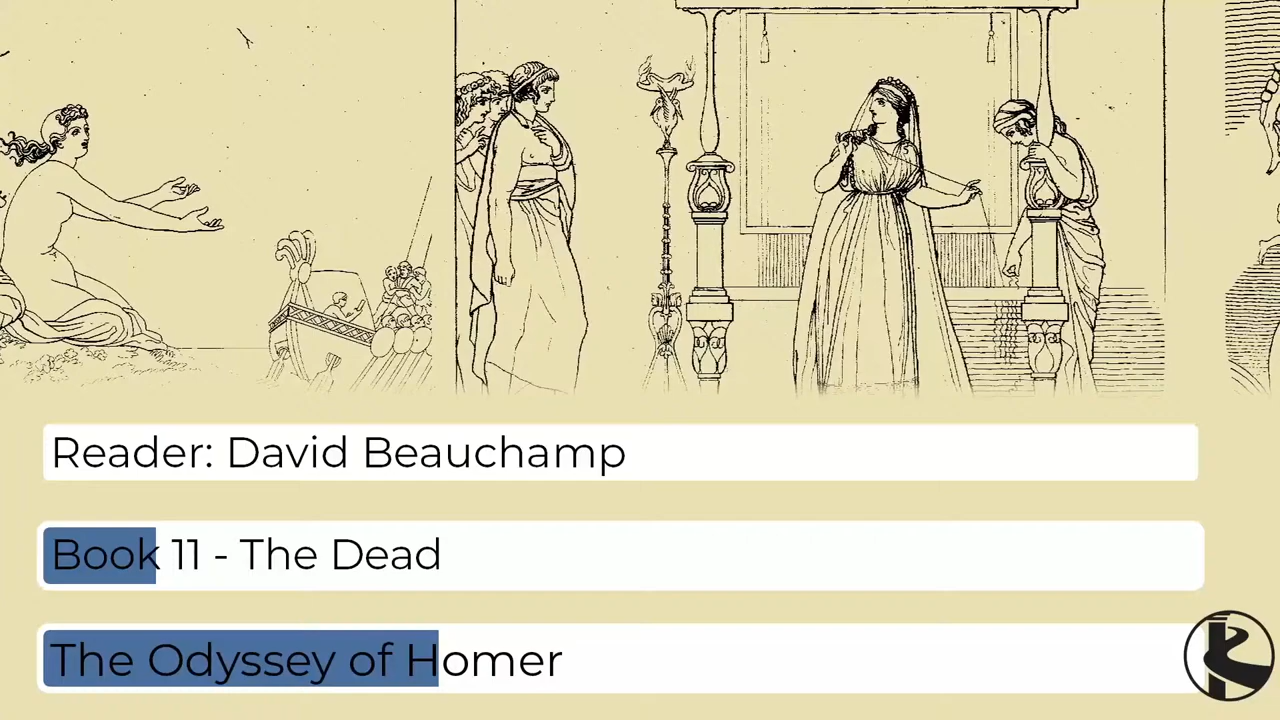 Reader: David Beauchamp
Book 11 - The Dead
The Odyssey of Homer